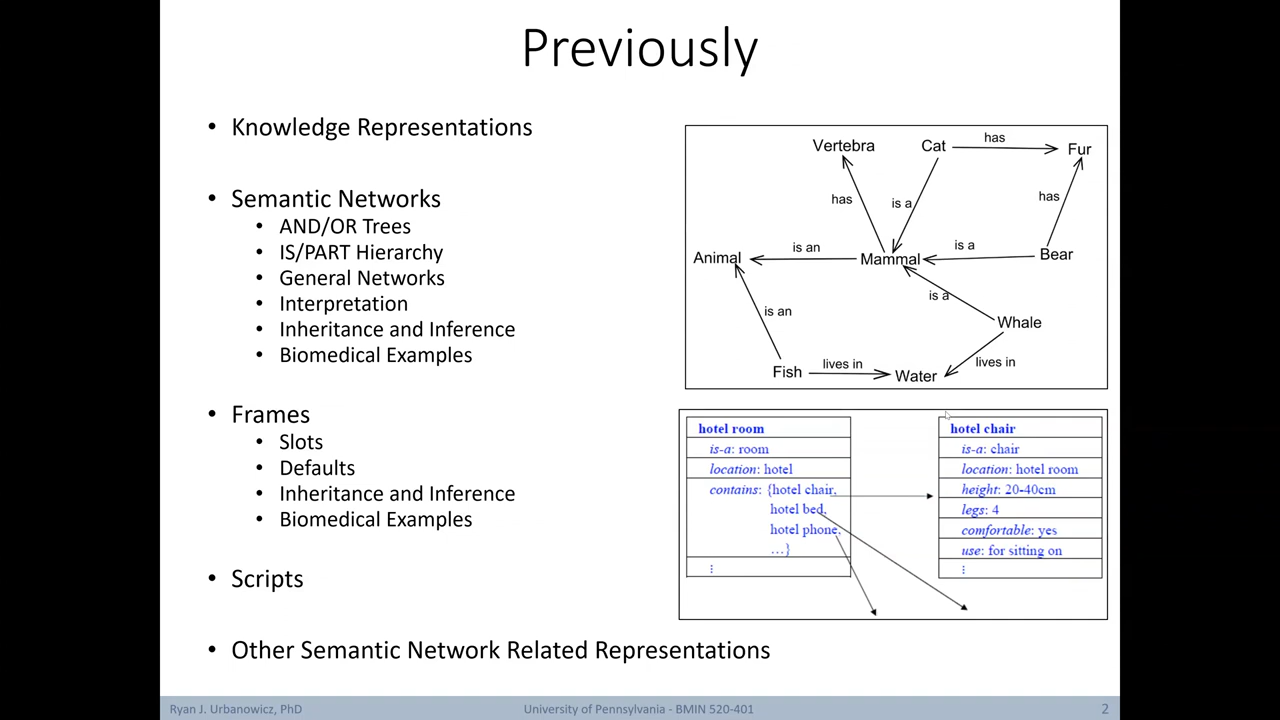 Previously
• Knowledge Representations
• Semantic Networks
• AND/OR Trees
• IS/PART Hierarchy
• General Networks
• Interpretation
• Inheritance and Inference
• Biomedical Examples
• Frames
• Slots
• Defaults
• Inheritance and Inference
• Biomedical Examples
• Scripts
• Other Semantic Network Related Representations
Vertebra
Cat
has
Fur
has
is a
has
Animal
is an
Mammal
is a
Bear
is an
is a
Whale
Fish
lives in
Water
lives in
hotel room
is-a: room
location: hotel
contains: {hotel chair,
hotel bed,
hotel phone,
…}
⋮
hotel chair
is-a: chair
location: hotel room
height: 20-40cm
legs: 4
comfortable: yes
use: for sitting on
⋮
Ryan J. Urbanowicz, PhD
University of Pennsylvania - BMIN 520-401
2